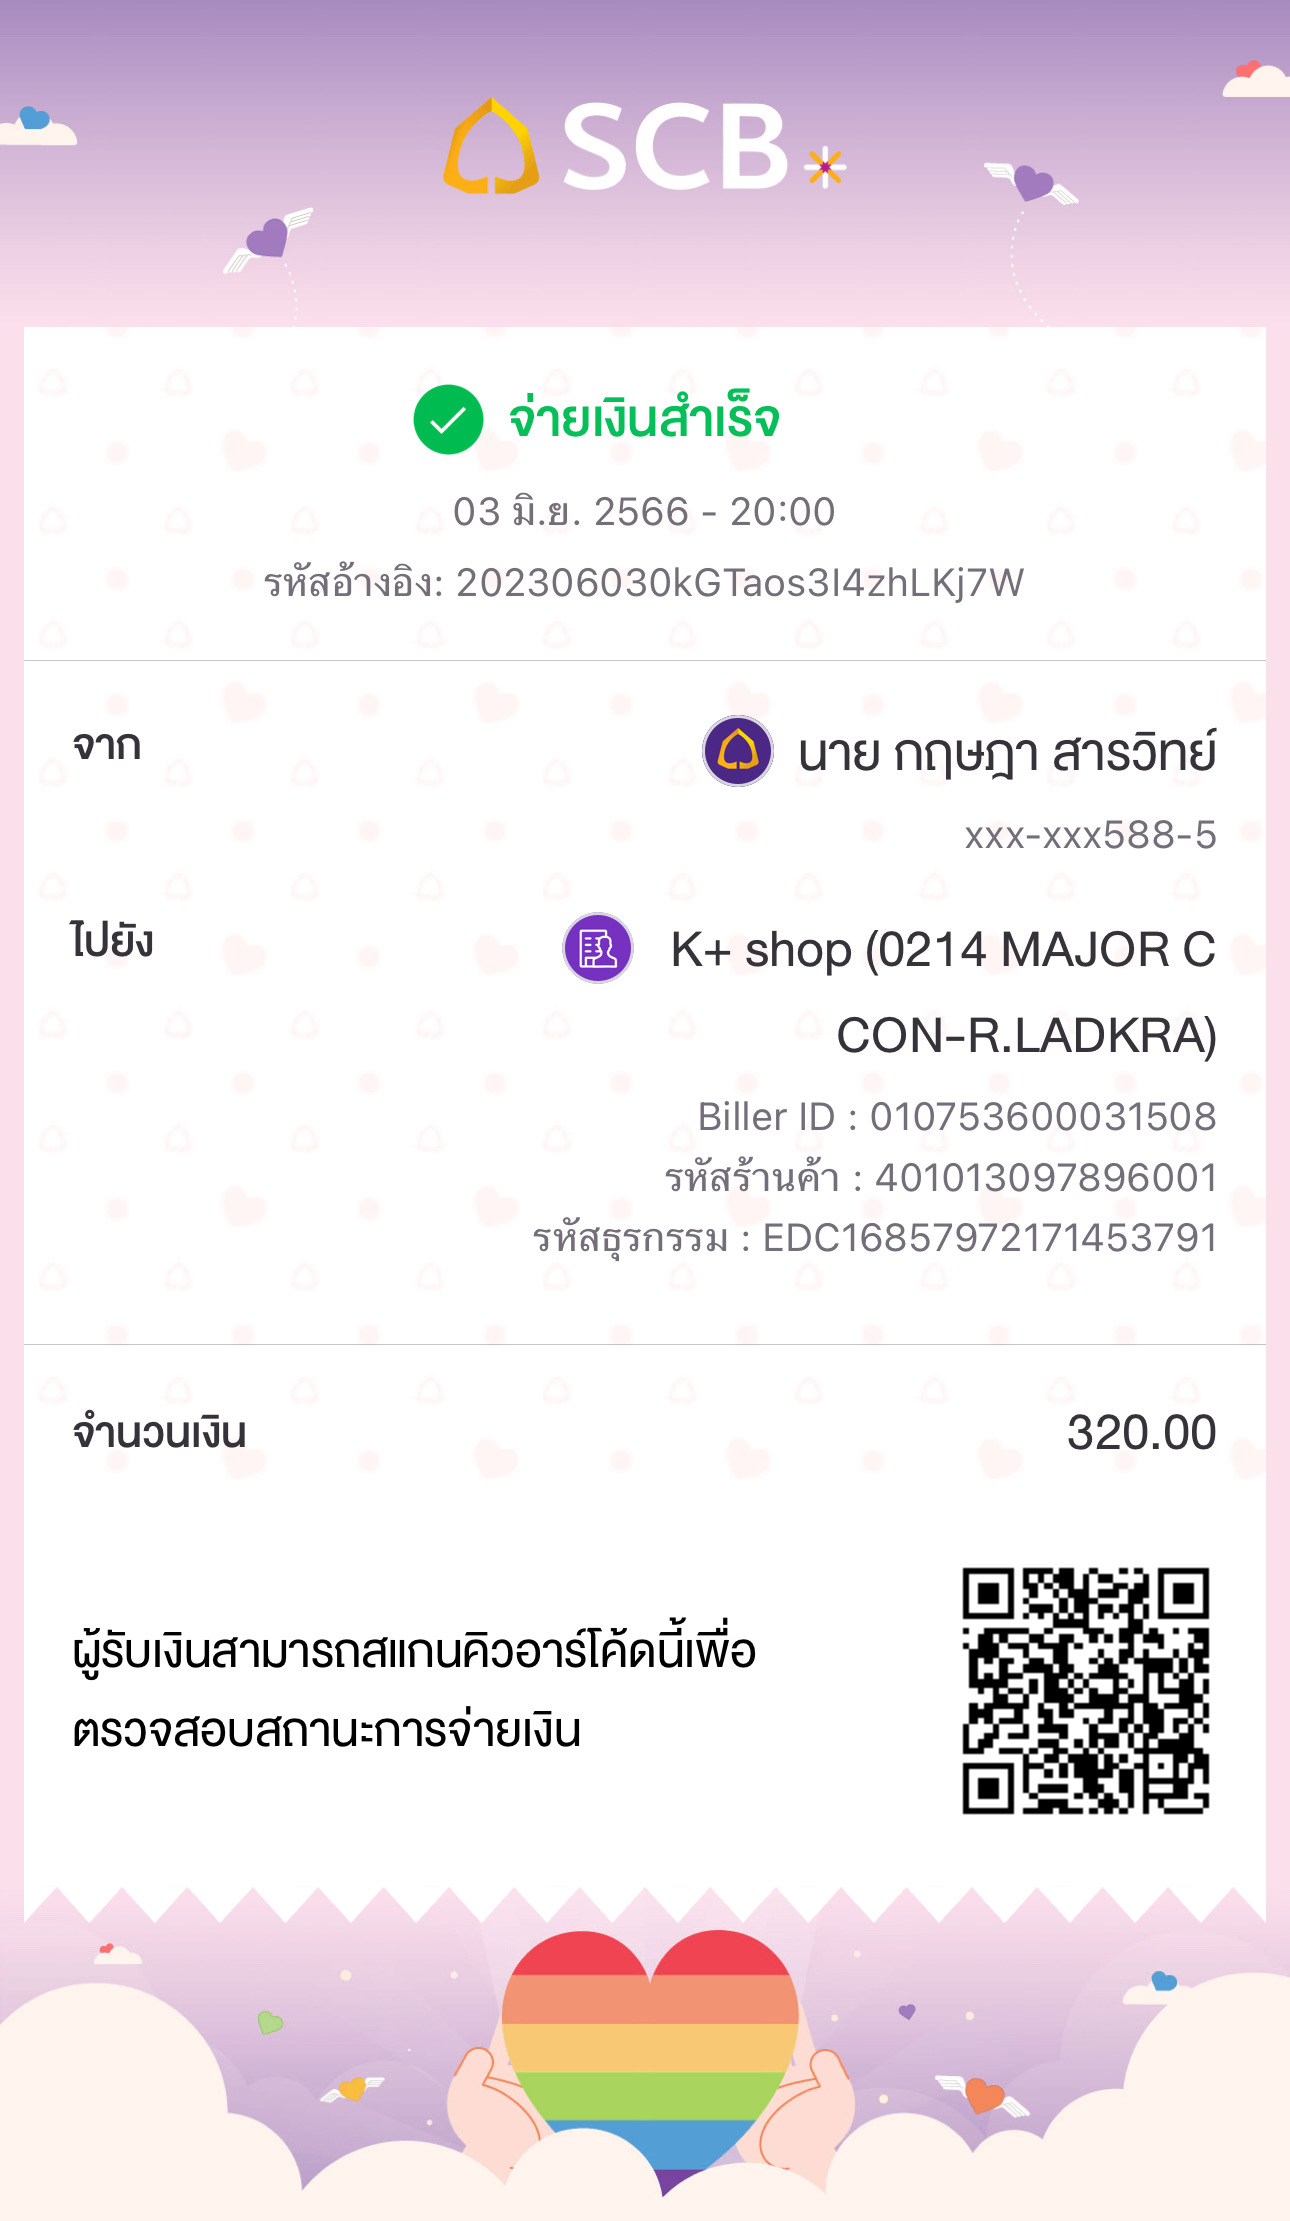 SCB
จ่ายเงินสำเร็จ
03 มิ.ย. 2566 - 20:00
รหัสอ้างอิง: 202306030kGTaos3I4zhLKj7W
จาก
นาย กฤษฎา สารวิทย์
xxx-xxx588-5
ไปยัง
K+ shop (0214 MAJOR C
CON-R.LADKRA)
Biller ID : 010753600031508
รหัสร้านค้า : 401013097896001
รหัสธุรกรรม : EDC16857972171453791
จำนวนเงิน
320.00
ผู้รับเงินสามารถสแกนคิวอาร์โค้ดนี้เพื่อ
ตรวจสอบสถานะการจ่ายเงิน